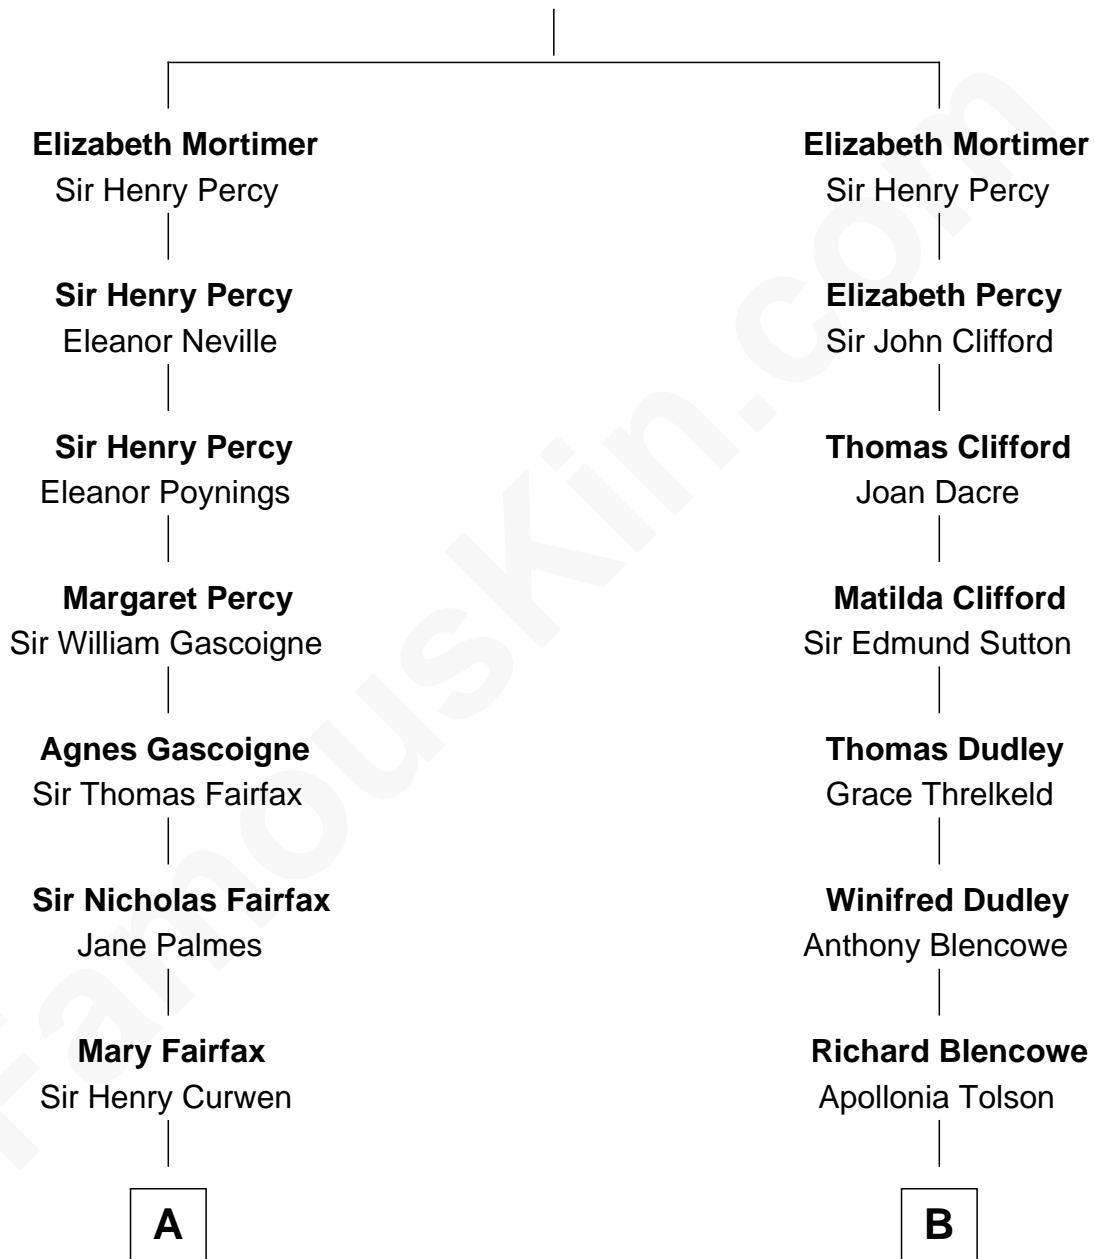 Elizabeth Mortimer
Sir Henry Percy
Sir Henry Percy
Eleanor Neville
Sir Henry Percy
Eleanor Poynings
Margaret Percy
Sir William Gascoigne
Agnes Gascoigne
Sir Thomas Fairfax
Sir Nicholas Fairfax
Jane Palmes
Mary Fairfax
Sir Henry Curwen
A
Elizabeth Mortimer
Sir Henry Percy
Elizabeth Percy
Sir John Clifford
Thomas Clifford
Joan Dacre
Matilda Clifford
Sir Edmund Sutton
Thomas Dudley
Grace Threlkeld
Winifred Dudley
Anthony Blencowe
Richard Blencowe
Apollonia Tolson
B
FamousKin.com